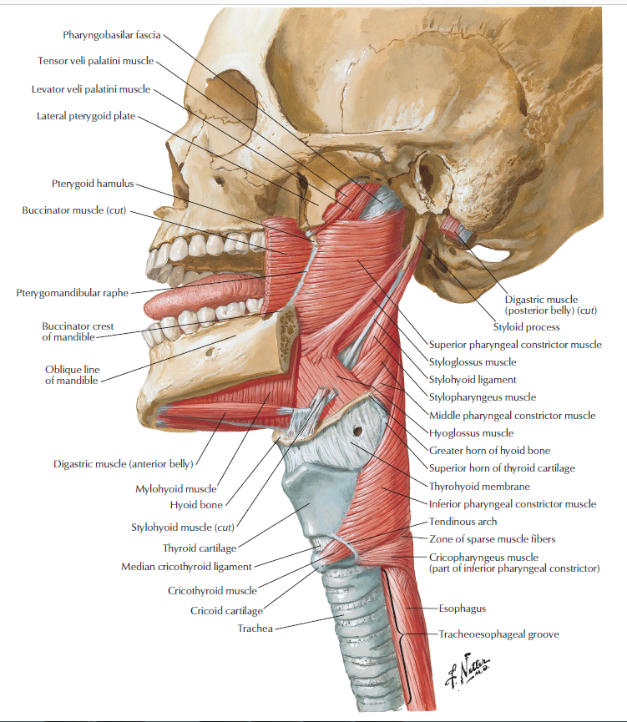 Pharyngobasilar fascia
Tensor veli palatini muscle
Levator veli palatini muscle
Lateral pterygoid plate
Pterygoid hamulus
Buccinator muscle (cut)
Pterygomandibular raphe
Buccinator crest
of mandible
Oblique line
of mandible
Digastric muscle (anterior belly)
Mylohyoid muscle
Hyoid bone
Stylohyoid muscle (cut)
Thyroid cartilage
Median cricothyroid ligament
Cricothyroid muscle
Cricoid cartilage
Trachea
Digastric muscle
(posterior belly) (cut)
Styloid process
Superior pharyngeal constrictor muscle
Styloglossus muscle
Stylohyoid ligament
Stylopharyngeus muscle
Middle pharyngeal constrictor muscle
Hyoglossus muscle
Greater horn of hyoid bone
Superior horn of thyroid cartilage
Thyrohyoid membrane
Inferior pharyngeal constrictor muscle
Tendinous arch
Zone of sparse muscle fibers
Cricopharyngeus muscle
(part of inferior pharyngeal constrictor)
Esophagus
Tracheoesophageal groove
F. Netter
M.D.